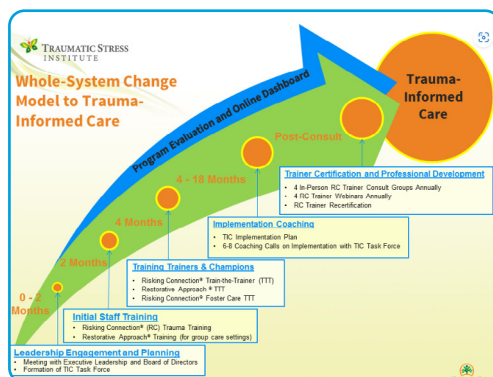 TRAUMATIC STRESS
INSTITUTE
Whole-System Change
Model to Trauma-
Informed Care
Program Evaluation and Online Dashboard
Trauma-
Informed
Care
Post-Consult
4 - 18 Months
4 Months
2 Months
0 - 2
Months
Trainer Certification and Professional Development
• 4 In-Person RC Trainer Consult Groups Annually
• 4 RC Trainer Webinars Annually
• RC Trainer Recertification
Implementation Coaching
• TIC Implementation Plan
• 6-8 Coaching Calls on Implementation with TIC Task Force
Training Trainers & Champions
• Risking Connection® Train-the-Trainer (TTT)
• Restorative Approach ® TTT
• Risking Connection® Foster Care TTT
Initial Staff Training
• Risking Connection® (RC) Trauma Training
• Restorative Approach® Training (for group care settings)
Leadership Engagement and Planning
• Meeting with Executive Leadership and Board of Directors
• Formation of TIC Task Force